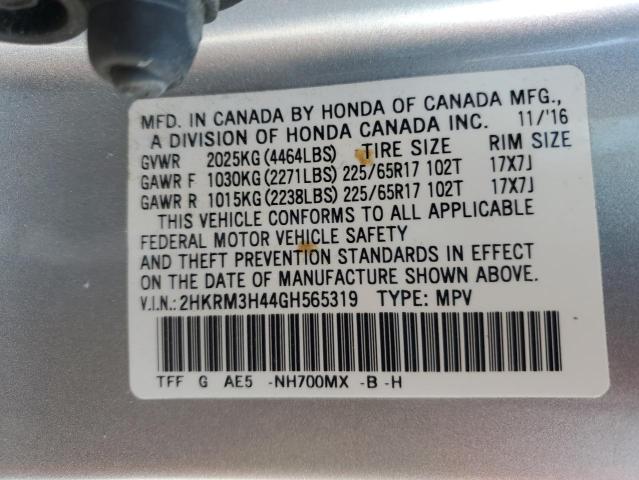 MFD. IN CANADA BY HONDA OF CANADA MFG.,
A DIVISION OF HONDA CANADA INC. 11/'16
GVWR 2025KG (4464LBS) TIRE SIZE RIM SIZE
GAWR F 1030KG (2271LBS) 225/65R17 102T 17X7J
GAWR R 1015KG (2238LBS) 225/65R17 102T 17X7J
THIS VEHICLE CONFORMS TO ALL APPLICABLE
FEDERAL MOTOR VEHICLE SAFETY
AND THEFT PREVENTION STANDARDS IN EFFECT
ON THE DATE OF MANUFACTURE SHOWN ABOVE.
V.I.N.: 2HKRM3H44GH565319 TYPE: MPV
TFF G AE5 -NH700MX -B -H